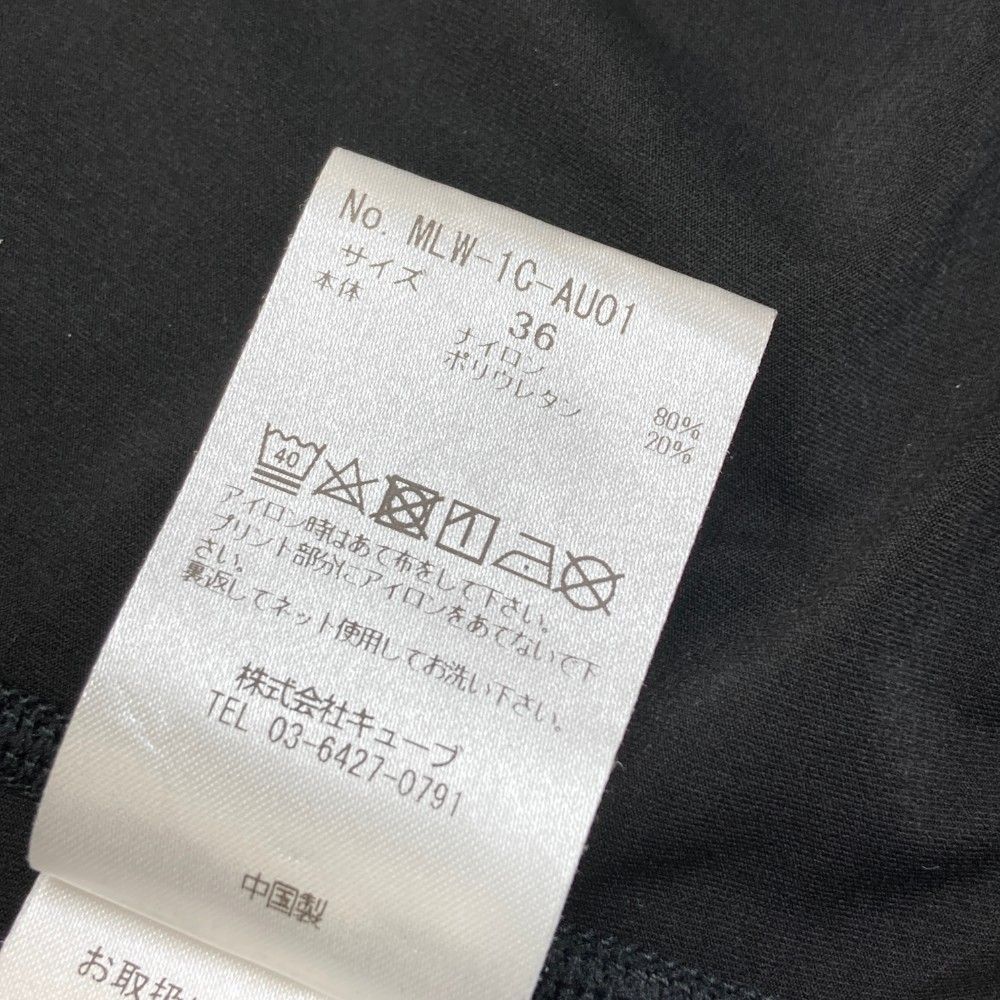 No. MLW-1C-AU01
サイズ 36
本体 ナイロン 80%
ポリウレタン 20%
40
アイロン時はあて布をして下さい。
プリント部分にアイロンをあてないで下
さい。
裏返してネット使用してお洗い下さい。
株式会社キューブ
TEL 03-6427-0791
中国製
お取扱